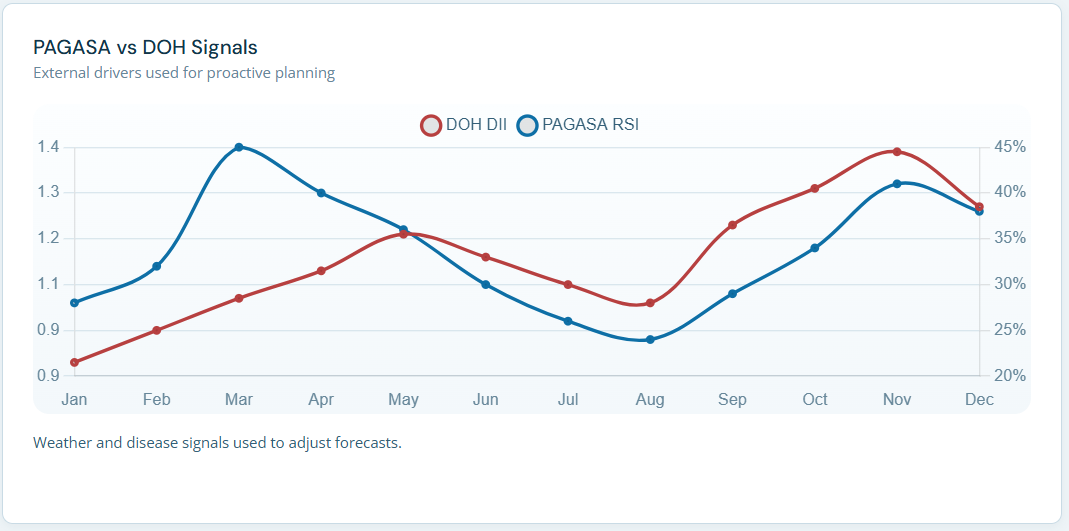 PAGASA vs DOH Signals
External drivers used for proactive planning
DOH DII PAGASA RSI
1.4 45%
1.3 40%
1.2 35%
1.1 30%
0.9 25%
0.9 20%
Jan Feb Mar Apr May Jun Jul Aug Sep Oct Nov Dec
Weather and disease signals used to adjust forecasts.